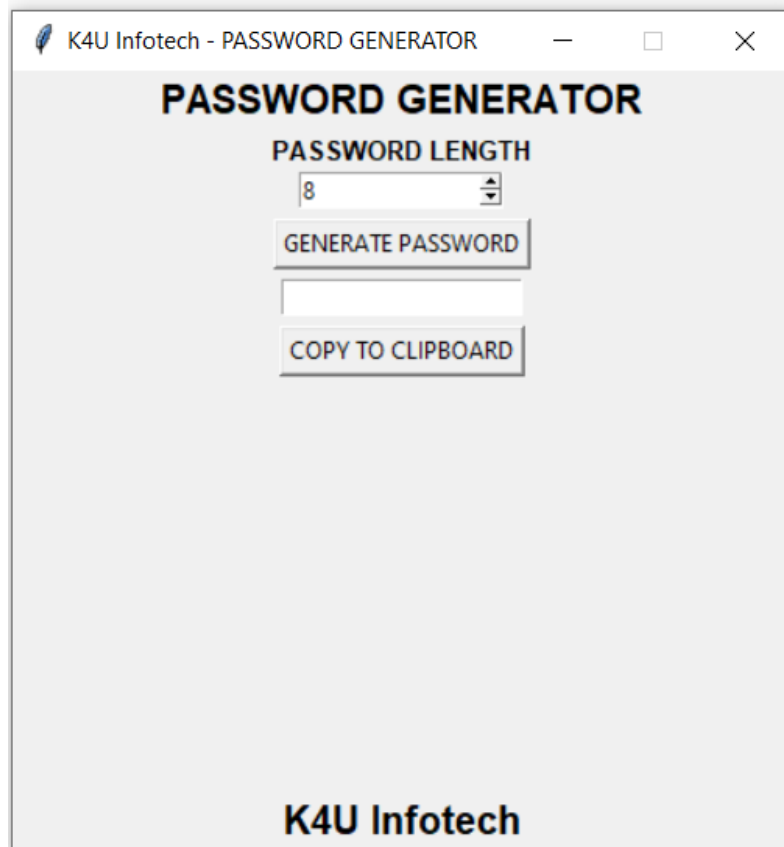 K4U Infotech - PASSWORD GENERATOR
PASSWORD GENERATOR
PASSWORD LENGTH
8
GENERATE PASSWORD
COPY TO CLIPBOARD
K4U Infotech